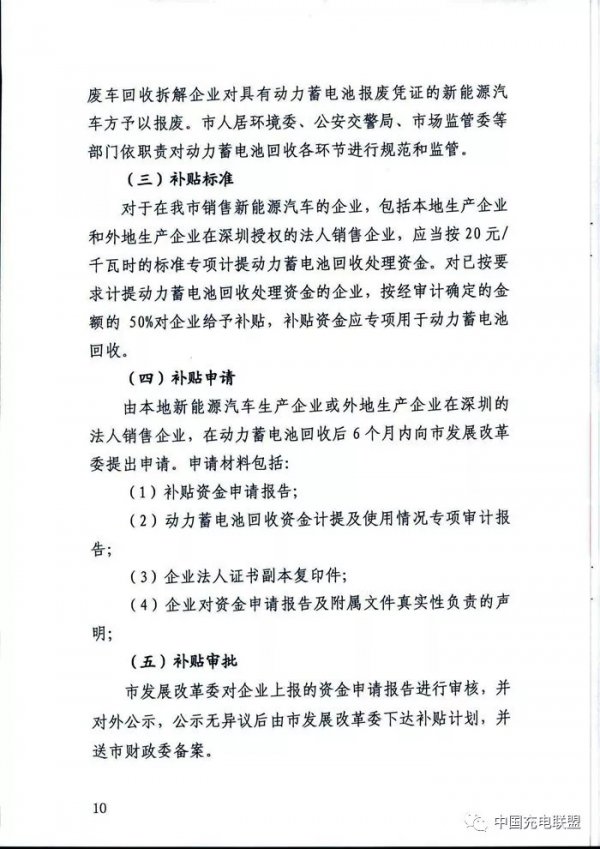 废车回收拆解企业对具有动力蓄电池报废凭证的新能源汽
车方予以报废。市人居环境委、公安交警局、市场监管委等
部门依职责对动力蓄电池回收各环节进行规范和监管。
（三）补贴标准
对于在我市销售新能源汽车的企业，包括本地生产企业
和外地生产企业在深圳授权的法人销售企业，应当按 20 元/
千瓦时的标准专项计提动力蓄电池回收处理资金。对已按要
求计提动力蓄电池回收处理资金的企业，按经审计确定的金
额的 50%对企业给予补贴，补贴资金应专项用于动力蓄电池
回收。
（四）补贴申请
由本地新能源汽车生产企业或外地生产企业在深圳的
法人销售企业，在动力蓄电池回收后 6 个月内向市发展改革
委提出申请。申请材料包括：
（1）补贴资金申请报告；
（2）动力蓄电池回收资金计提及使用情况专项审计报
告；
（3）企业法人证书副本复印件；
（4）企业对资金申请报告及附属文件真实性负责的声
明；
（五）补贴审批
市发展改革委对企业上报的资金申请报告进行审核，并
对外公示，公示无异议后由市发展改革委下达补贴计划，并
送市财政委备案。
10
中国充电联盟